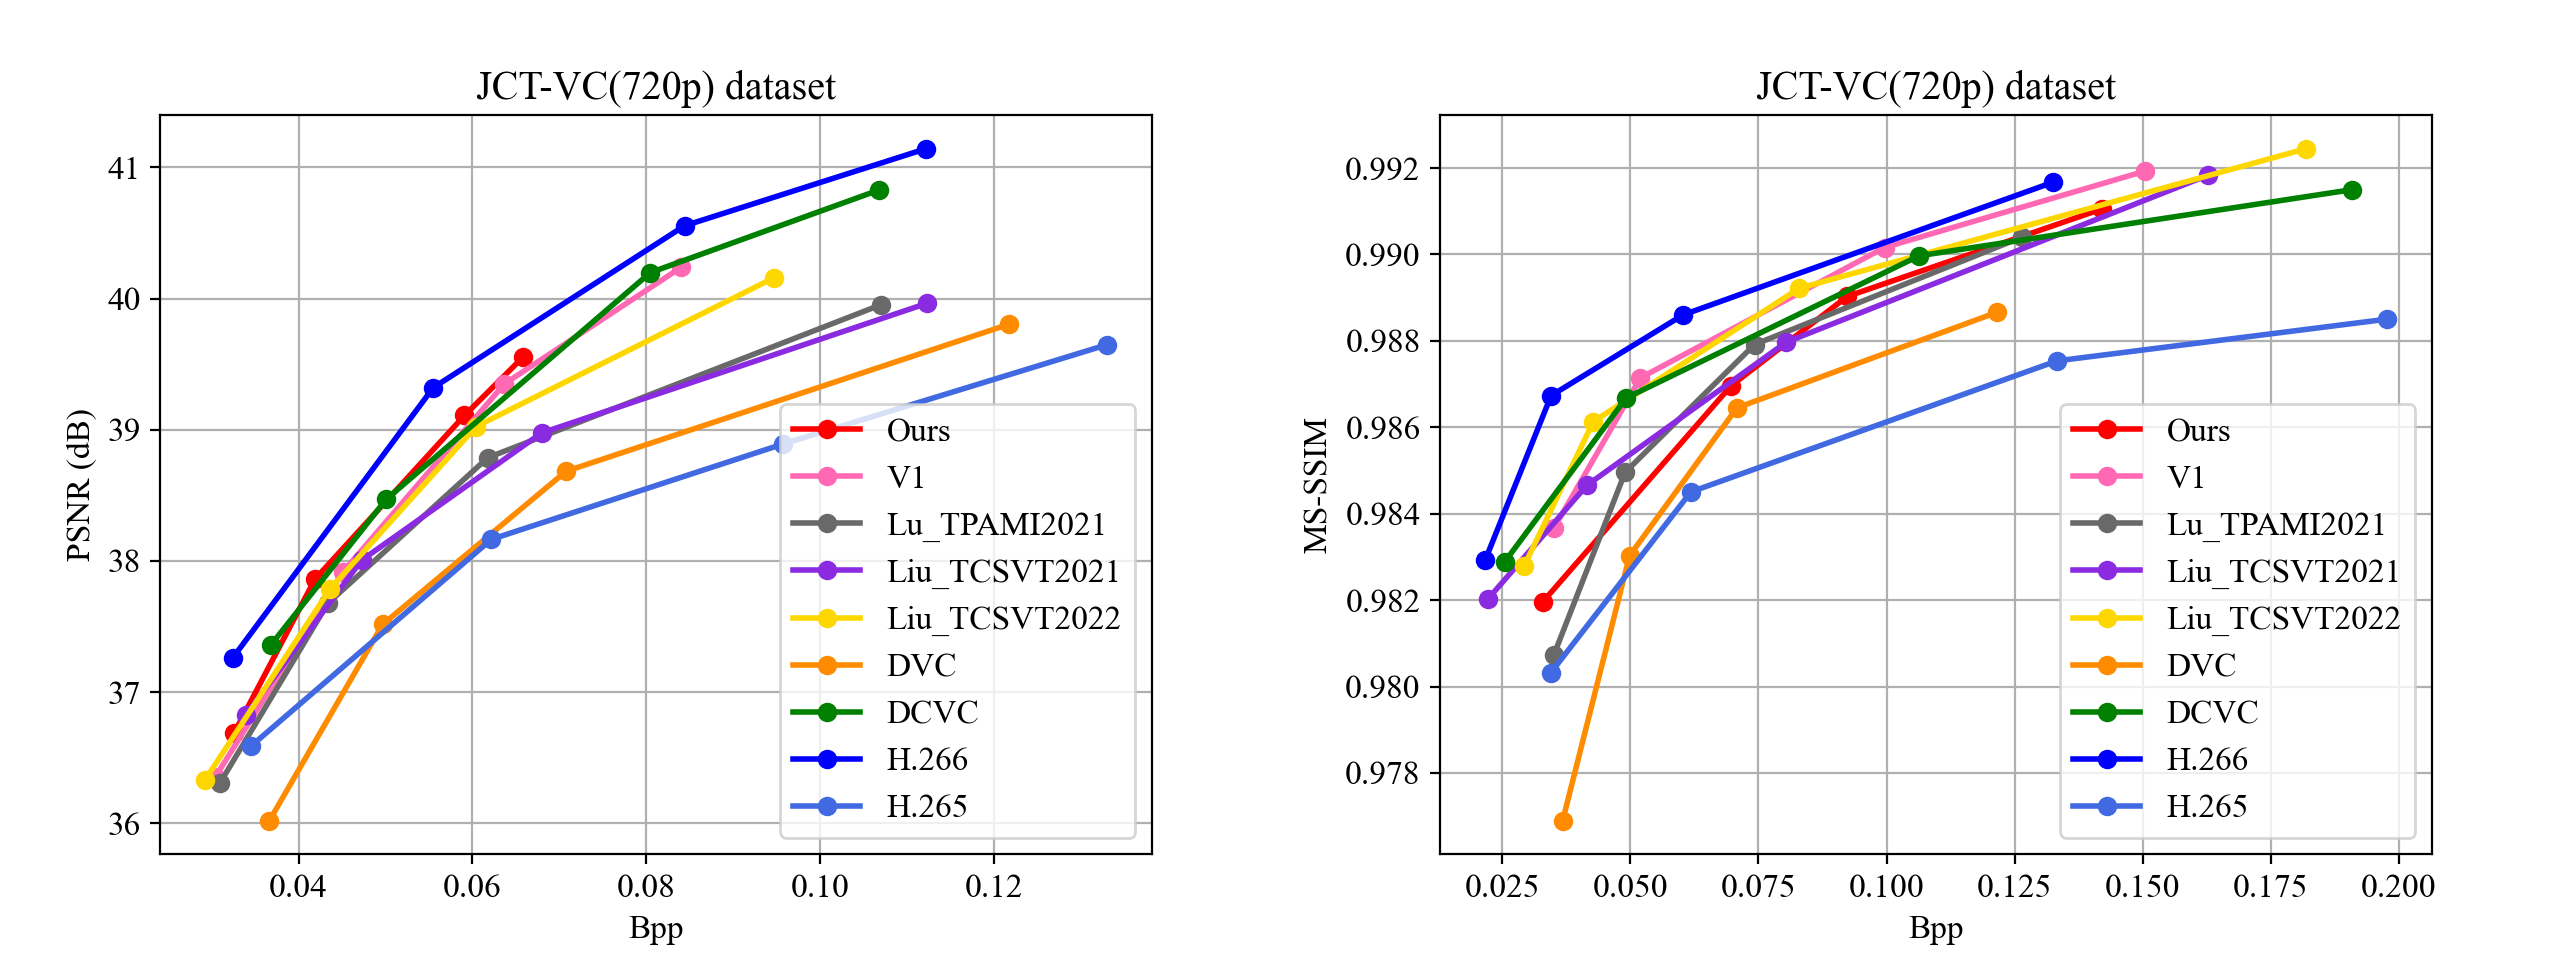 JCT-VC(720p) dataset
PSNR (dB)
41
40
39
38
37
36
0.04
0.06
0.08
0.10
0.12
Bpp
Ours
V1
Lu_TPAMI2021
Liu_TCSVT2021
Liu_TCSVT2022
DVC
DCVC
H.266
H.265
JCT-VC(720p) dataset
MS-SSIM
0.992
0.990
0.988
0.986
0.984
0.982
0.980
0.978
0.025
0.050
0.075
0.100
0.125
0.150
0.175
0.200
Bpp
Ours
V1
Lu_TPAMI2021
Liu_TCSVT2021
Liu_TCSVT2022
DVC
DCVC
H.266
H.265